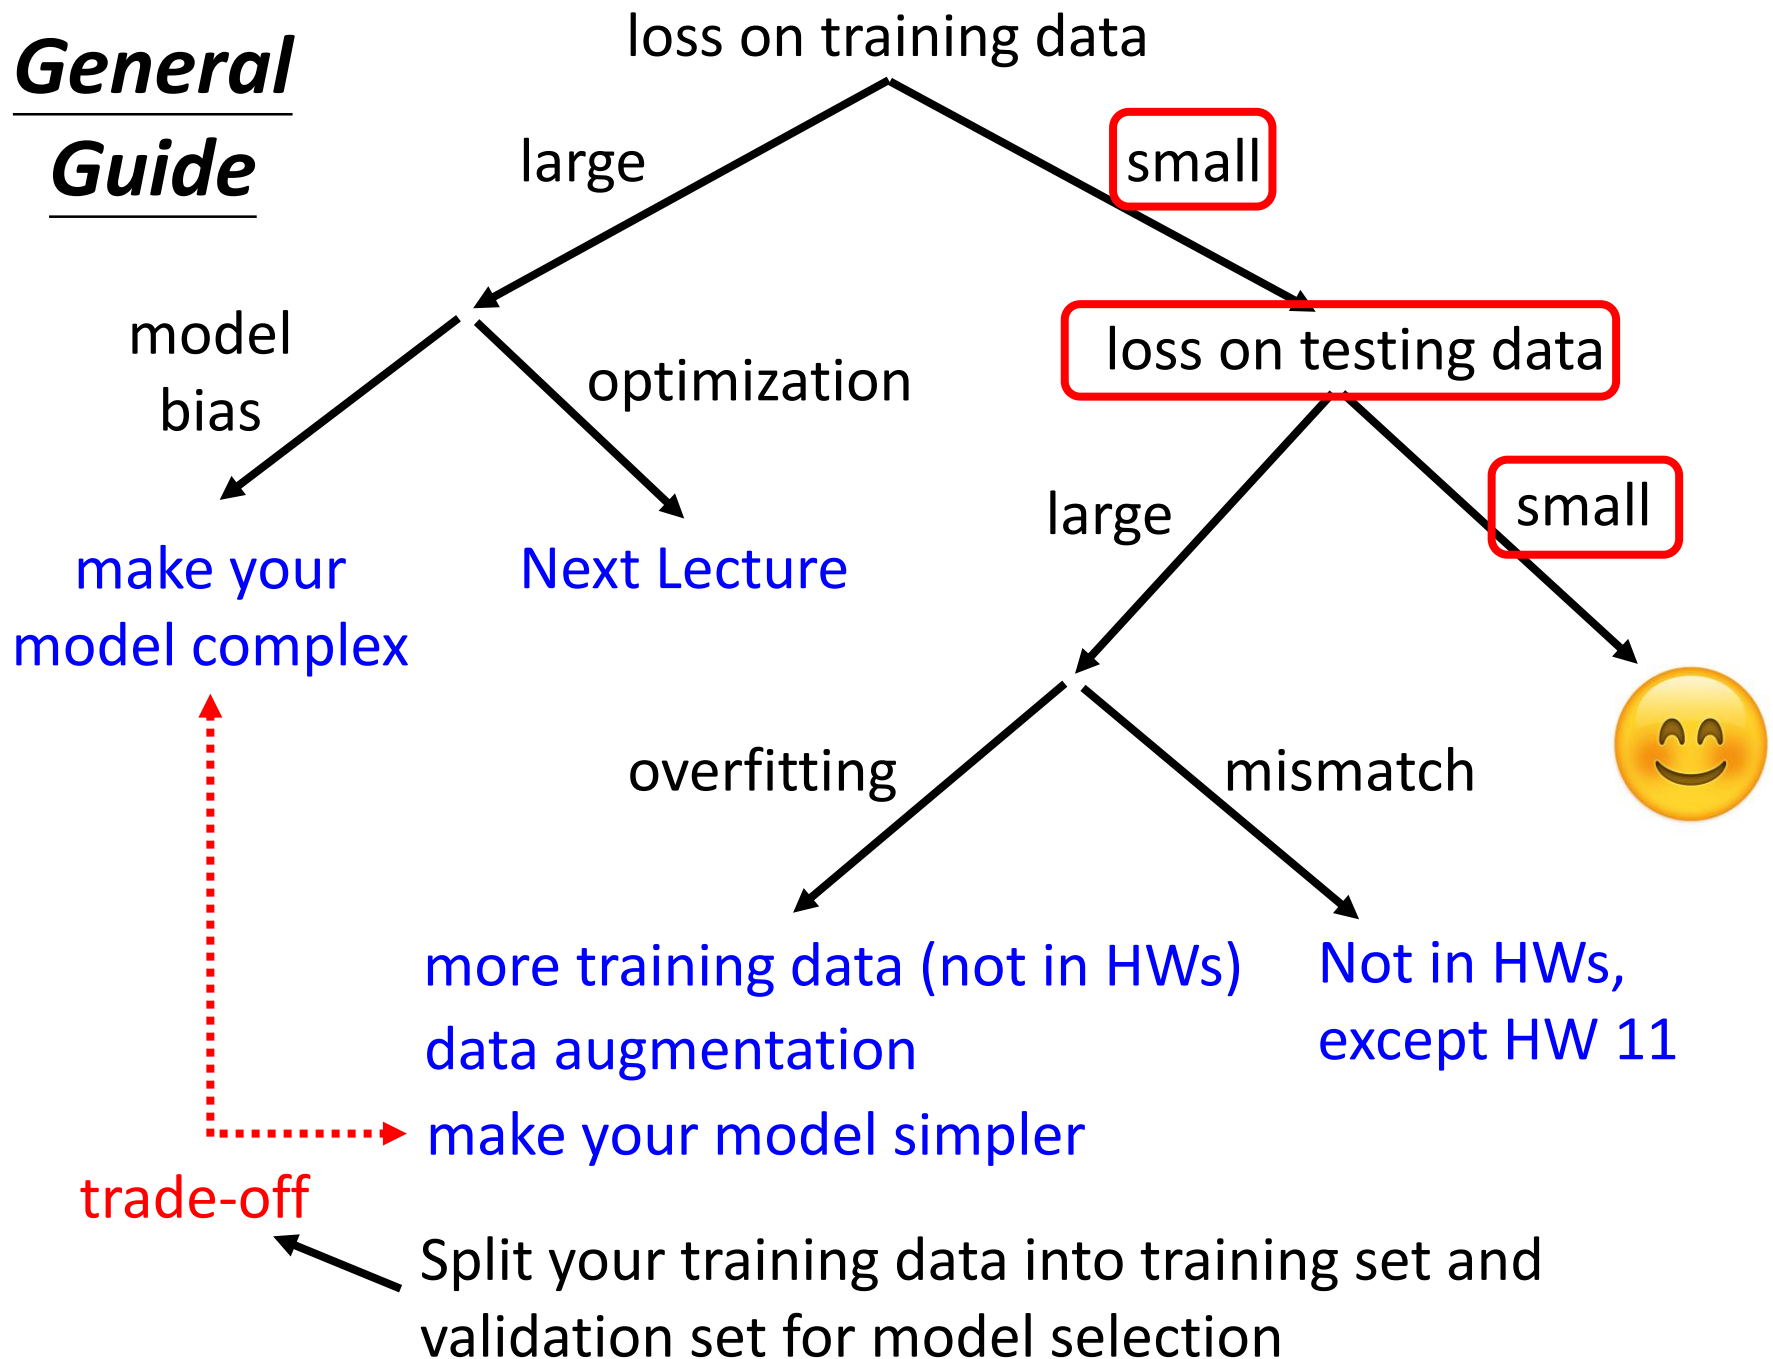 General
Guide
loss on training data
large
small
model
bias
optimization
loss on testing data
large
small
make your
model complex
Next Lecture
overfitting
mismatch
more training data (not in HWs)
data augmentation
make your model simpler
Not in HWs,
except HW 11
trade-off
Split your training data into training set and
validation set for model selection